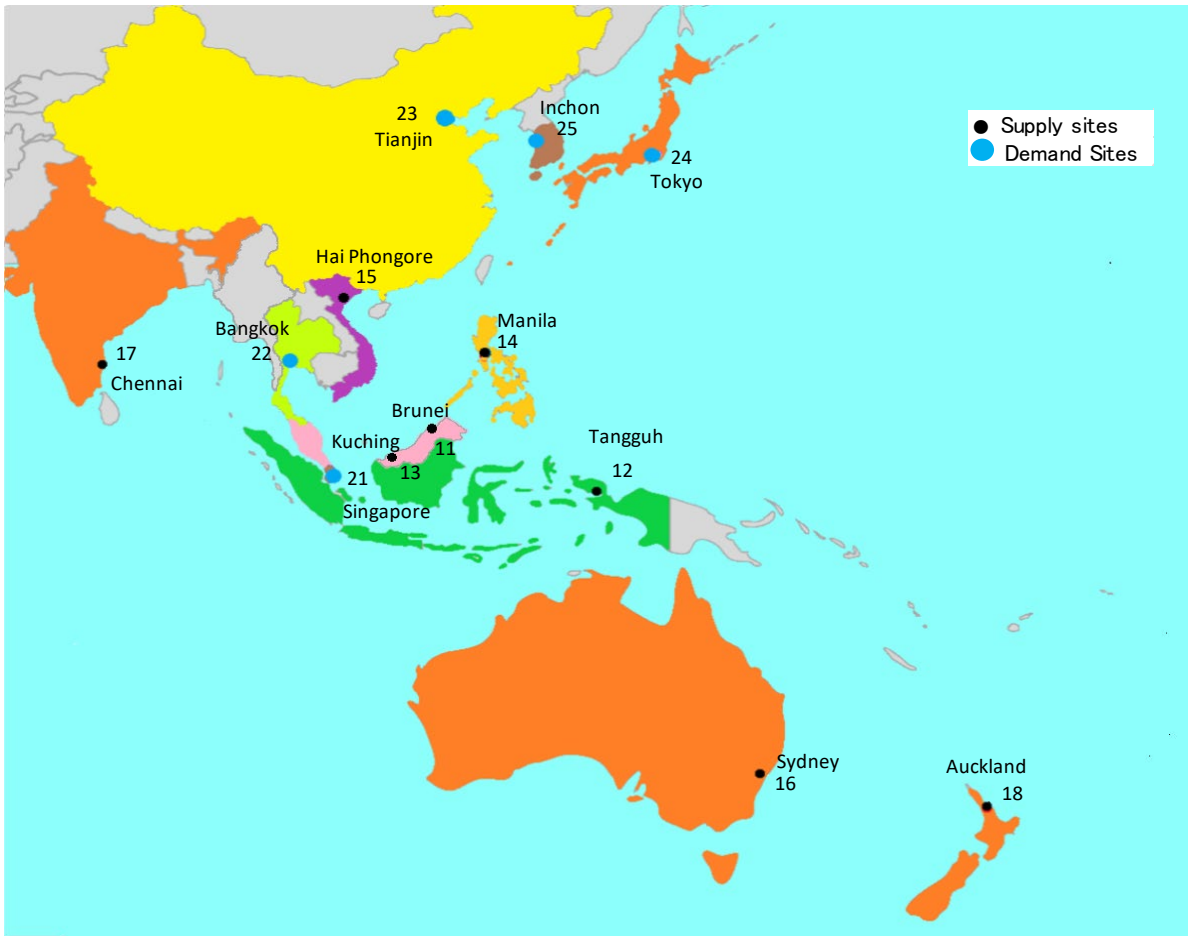 23
Tianjin
Inchon
25
24
Tokyo
Supply sites
Demand Sites
Hai Phongore
15
Bangkok
22
Manila
14
17
Chennai
Brunei
11
Kuching
13
Tangguh
12
21
Singapore
Sydney
16
Auckland
18